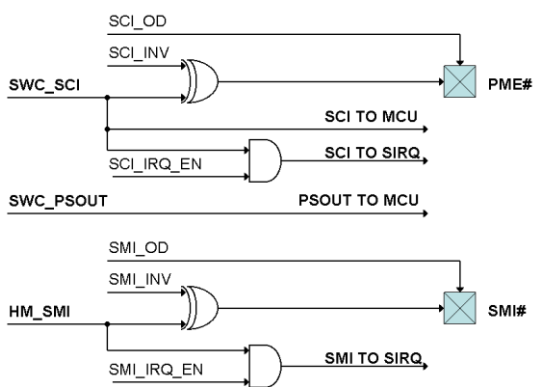 SCI_OD
SCI_INV
SWC_SCI
PME#
SCI TO MCU
SCI TO SIRQ
SCI_IRQ_EN
SWC_PSOUT
PSOUT TO MCU
SMI_OD
SMI_INV
HM_SMI
SMI#
SMI TO SIRQ
SMI_IRQ_EN